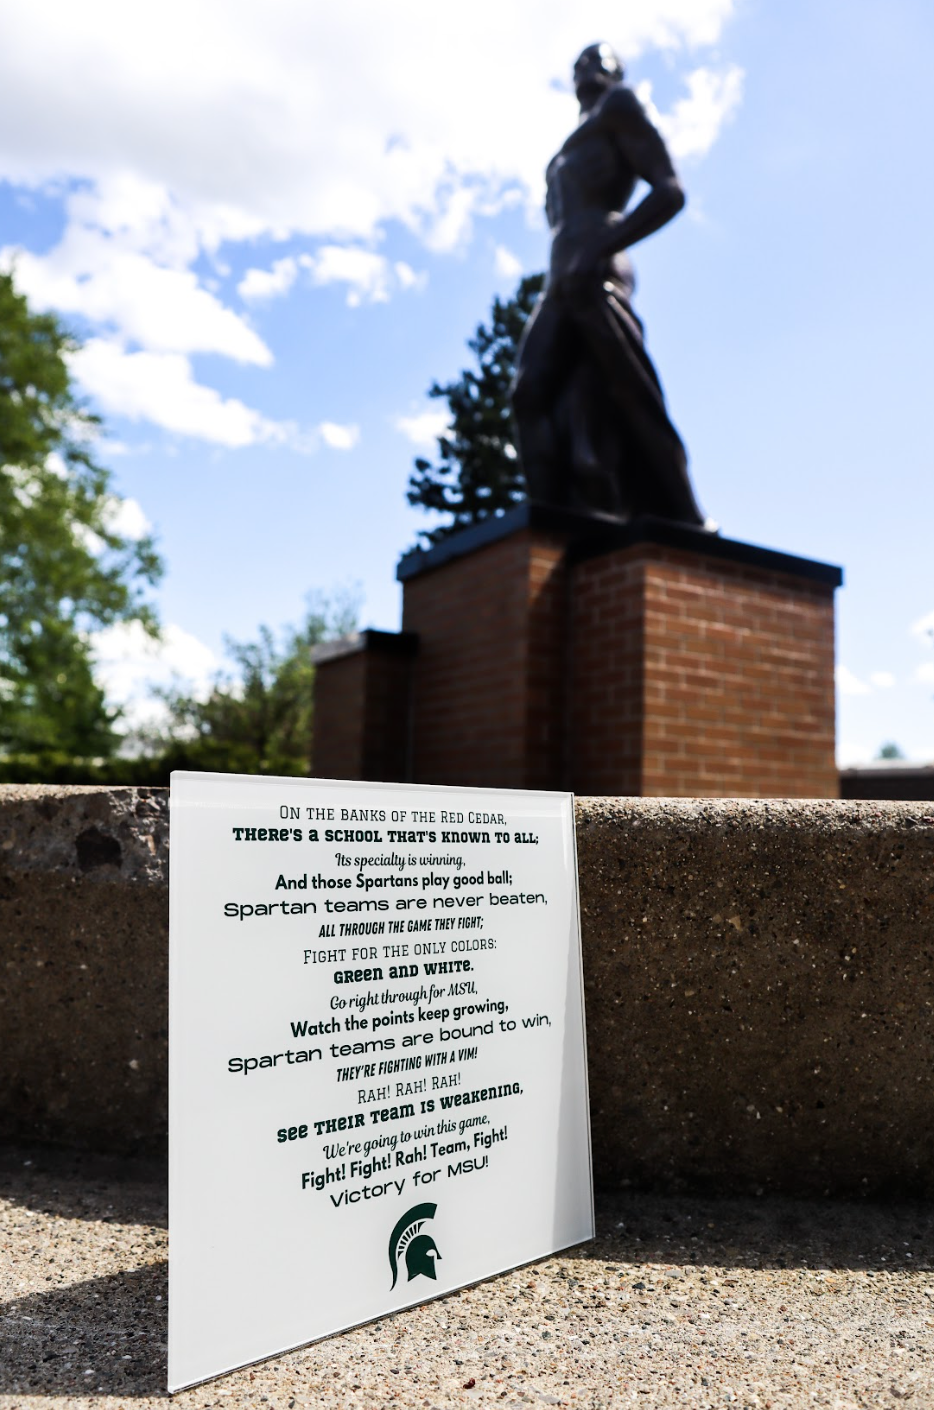 On the banks of the Red Cedar,
There's a school that's known to all;
Its specialty is winning,
And those Spartans play good ball;
Spartan teams are never beaten,
ALL THROUGH THE GAME THEY FIGHT;
Fight for the only colors:
Green and white.
Go right through for MSU,
Watch the points keep growing,
Spartan teams are bound to win,
THEY'RE FIGHTING WITH A VIM!
Rah! Rah! Rah!
See their team is weakening,
We're going to win this game,
Fight! Fight! Rah! Team, Fight!
Victory for MSU!